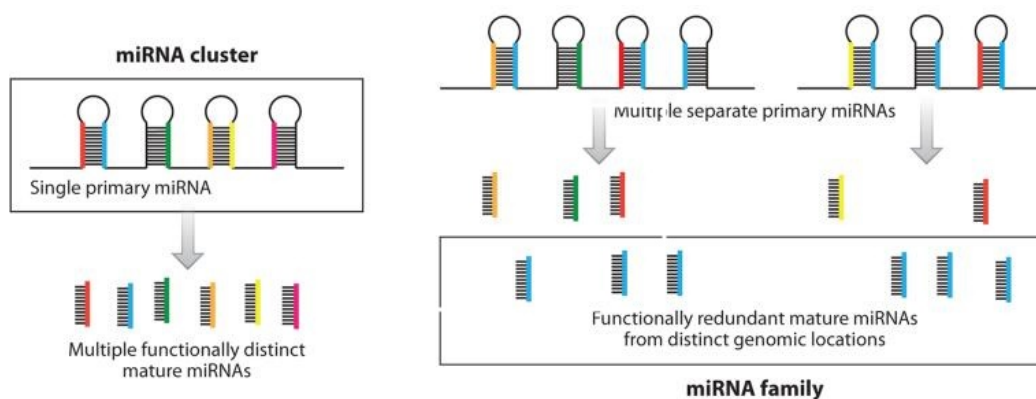 miRNA cluster
Single primary miRNA
Multiple functionally distinct
mature miRNAs
Multiple separate primary miRNAs
Functionally redundant mature miRNAs
from distinct genomic locations
miRNA family